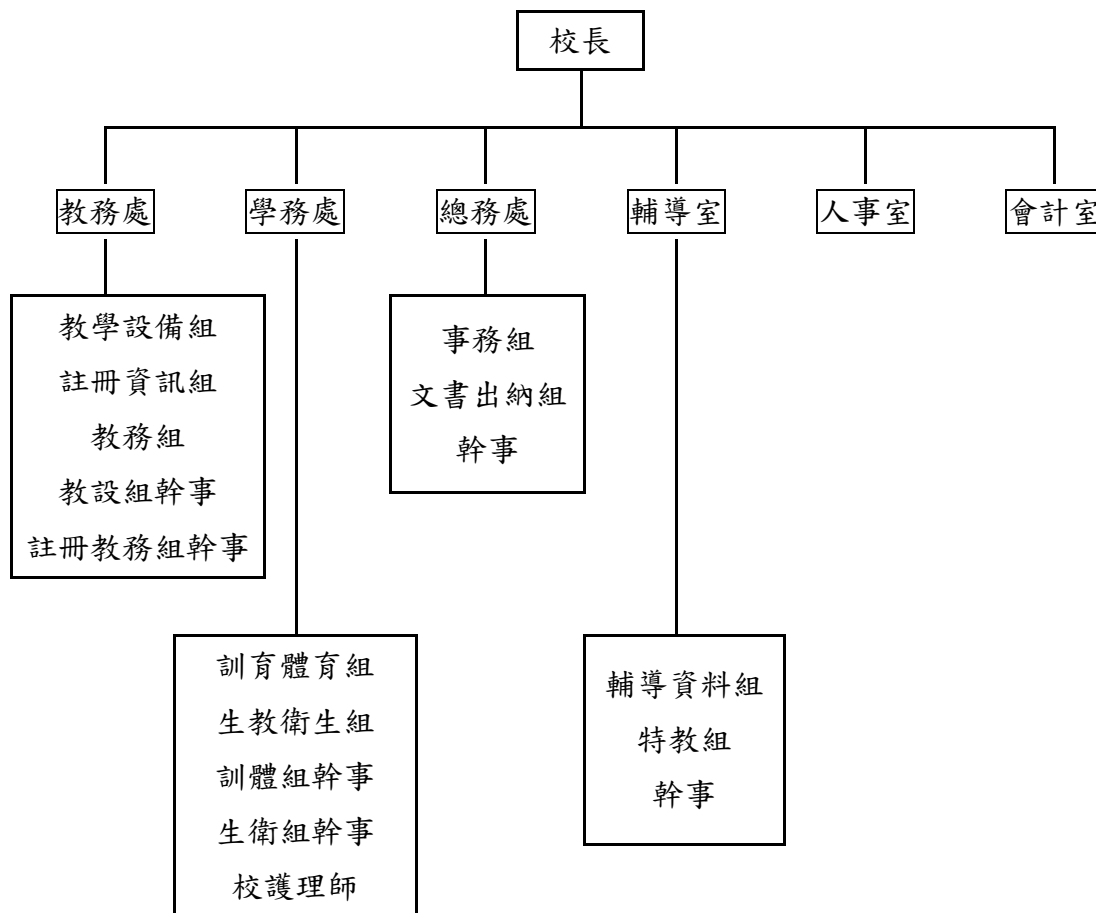 校長
教務處
學務處
總務處
輔導室
人事室
會計室
教學設備組
註冊資訊組
教務組
教設組幹事
註冊教務組幹事
事務組
文書出納組
幹事
訓育體育組
生教衛生組
訓體組幹事
生衛組幹事
校護理師
輔導資料組
特教組
幹事